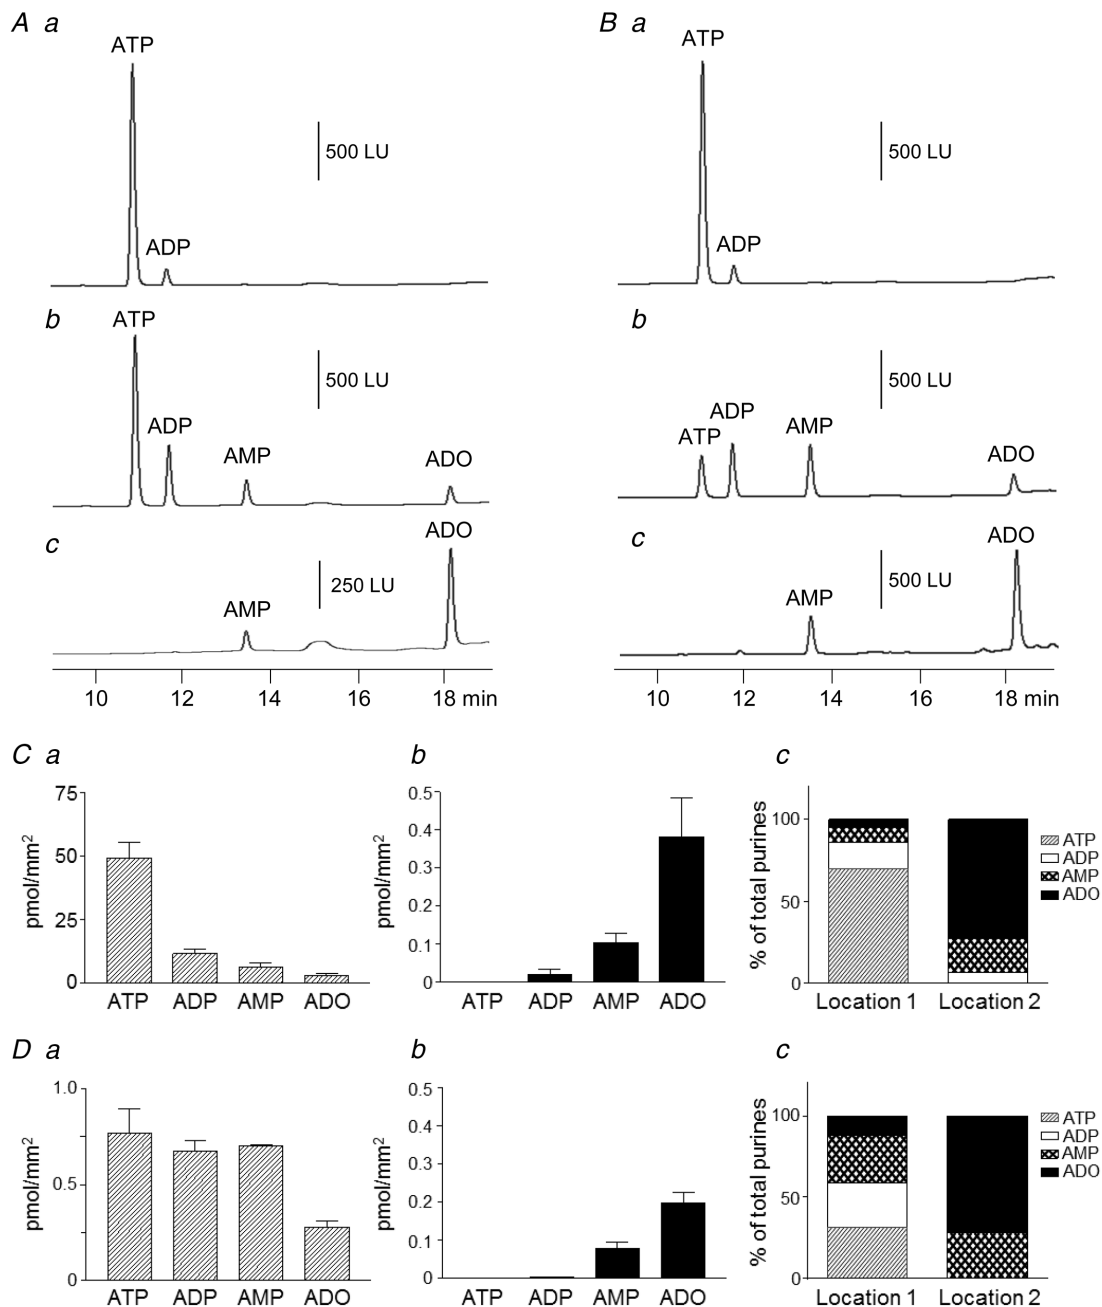 A a
ATP
500 LU
ADP
b
ATP
500 LU
ADP
AMP
ADO
c
ADO
250 LU
AMP
10 12 14 16 18 min
B a
ATP
500 LU
ADP
b
500 LU
ADP
ATP
AMP
ADO
c
ADO
500 LU
AMP
10 12 14 16 18 min
C a
75
50
25
0
pmol/mm²
ATP ADP AMP ADO
b
0.5
0.4
0.3
0.2
0.1
0
pmol/mm²
ATP ADP AMP ADO
c
100
50
0
% of total purines
Location 1 Location 2
ATP
ADP
AMP
ADO
D a
1.0
0.5
0
pmol/mm²
ATP ADP AMP ADO
b
0.5
0.4
0.3
0.2
0.1
0
pmol/mm²
ATP ADP AMP ADO
c
100
50
0
% of total purines
Location 1 Location 2
ATP
ADP
AMP
ADO